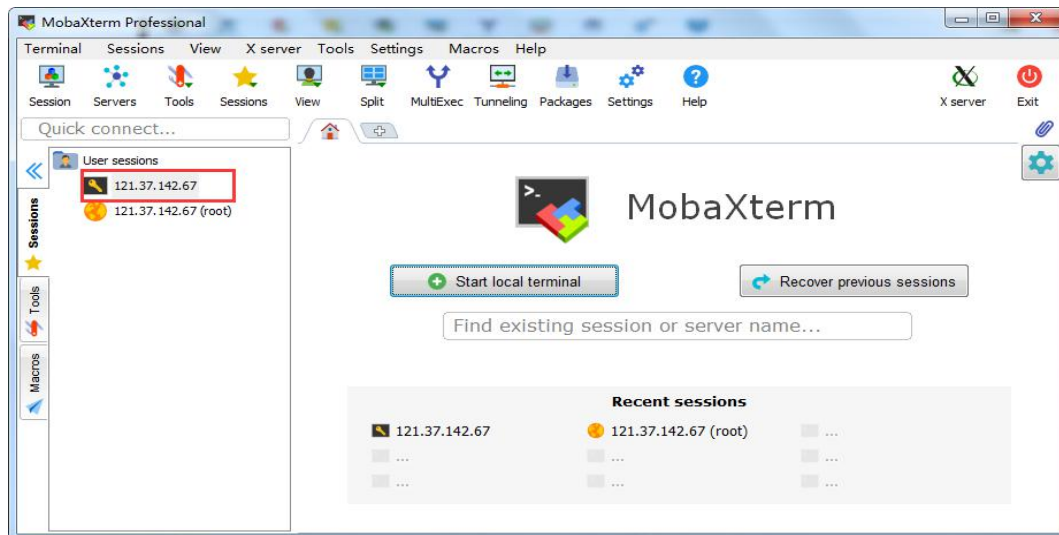 MobaXterm Professional
Terminal Sessions View X server Tools Settings Macros Help
Session Servers Tools Sessions View Split MultiExec Tunneling Packages Settings Help X server Exit
Quick connect...
User sessions
121.37.142.67
121.37.142.67 (root)
Sessions
Tools
Macros
>_
MobaXterm
Start local terminal
Recover previous sessions
Find existing session or server name...
Recent sessions
121.37.142.67 121.37.142.67 (root) ...
... ... ...
... ... ...